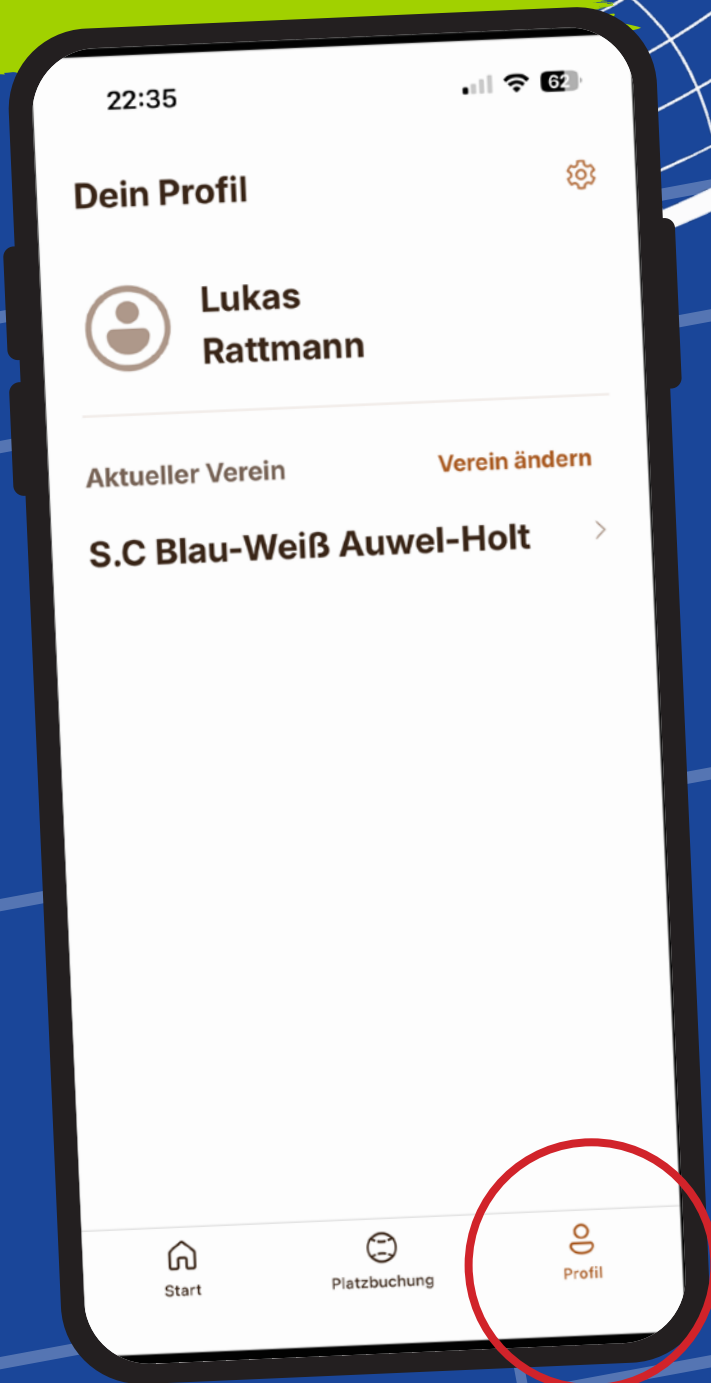 22:35
62
Dein Profil
Lukas
Rattmann
Aktueller Verein
Verein ändern
S.C Blau-Weiß Auwel-Holt
Start
Platzbuchung
Profil